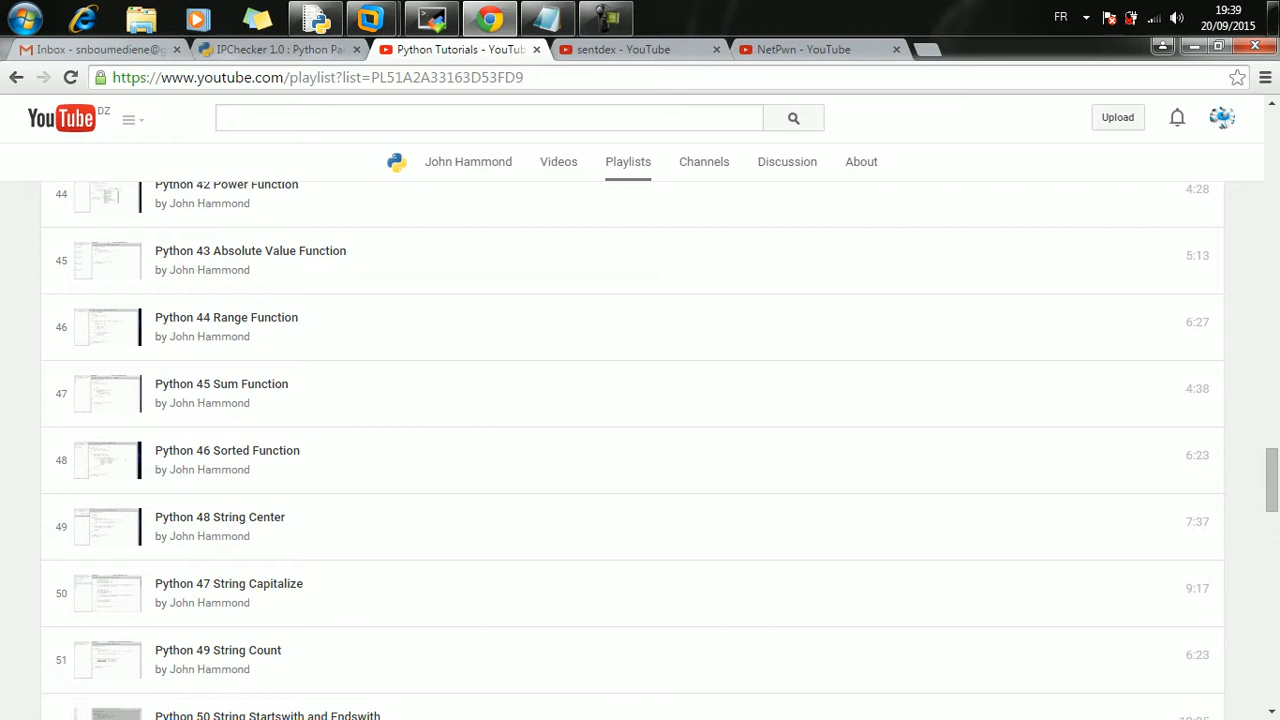 FR
19:39
20/09/2015
Inbox - snboumediene@g
IPChecker 1.0 : Python Pa
Python Tutorials - YouTub
sentdex - YouTube
NetPwn - YouTube
https://www.youtube.com/playlist?list=PL51A2A33163D53FD9
YouTube DZ
Upload
John Hammond
Videos
Playlists
Channels
Discussion
About
44
Python 42 Power Function
4:28
by John Hammond
45
Python 43 Absolute Value Function
5:13
by John Hammond
46
Python 44 Range Function
6:27
by John Hammond
47
Python 45 Sum Function
4:38
by John Hammond
48
Python 46 Sorted Function
6:23
by John Hammond
49
Python 48 String Center
7:37
by John Hammond
50
Python 47 String
9:17
by John Hammond
51
Python 49 String Count
6:23
by John Hammond
Python 50 String Startswith and Endswith